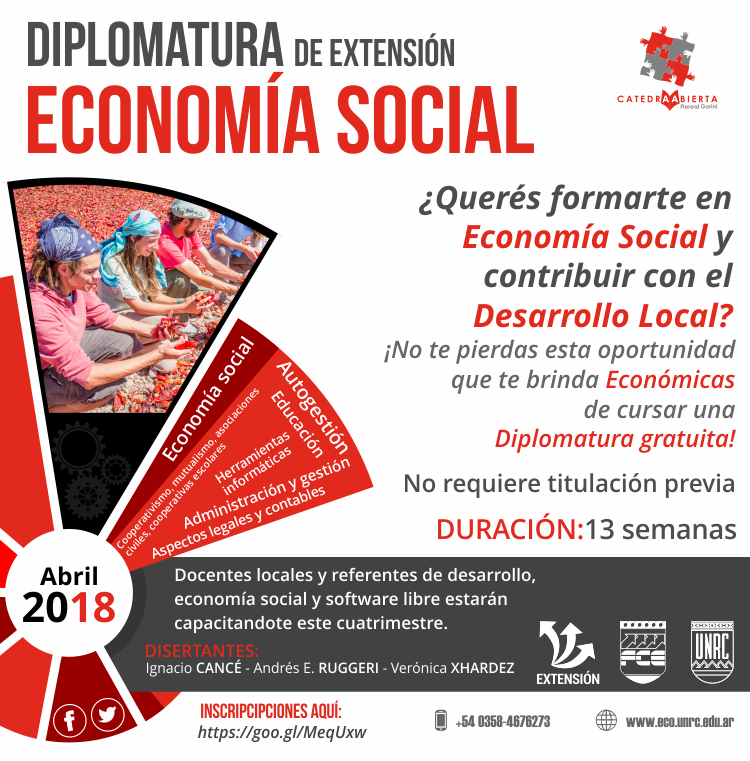 DIPLOMATURA DE EXTENSIÓN
ECONOMÍA SOCIAL
CATEDRA ABIERTA
Floreal Gorini
¿Querés formarte en
Economía Social y
contribuir con el
Desarrollo Local?
¡No te pierdas esta oportunidad
que te brinda Económicas
de cursar una
Diplomatura gratuita!
No requiere titulación previa
DURACIÓN:13 semanas
Economía social
Cooperativismo, mutualismo, asociaciones
civiles, cooperativas escolares
Autogestión
Educación
Herramientas
informáticas
Administración y gestión
Aspectos legales y contables
Abril
2018
Docentes locales y referentes de desarrollo,
economía social y software libre estarán
capacitandote este cuatrimestre.
DISERTANTES:
Ignacio CANCÉ - Andrés E. RUGGERI - Verónica XHARDEZ
EXTENSIÓN
FCE
UNRC
INSCRIPCIPCIONES AQUÍ:
https://goo.gl/MeqUxw
+54 0358-4676273
www.eco.unrc.edu.ar